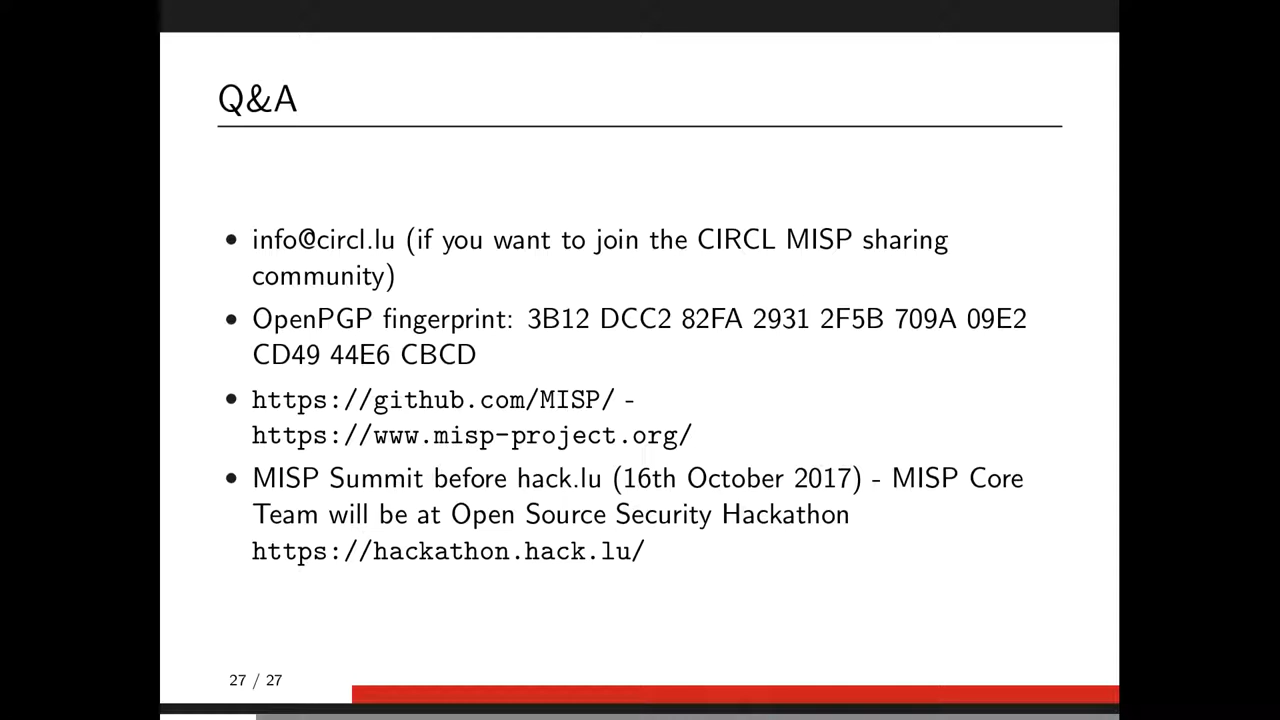 Q&A
• info@circl.lu (if you want to join the CIRCL MISP sharing
community)
• OpenPGP fingerprint: 3B12 DCC2 82FA 2931 2F5B 709A 09E2
CD49 44E6 CBCD
• https://github.com/MISP/ -
https://www.misp-project.org/
• MISP Summit before hack.lu (16th October 2017) - MISP Core
Team will be at Open Source Security Hackathon
https://hackathon.hack.lu/
27 / 27